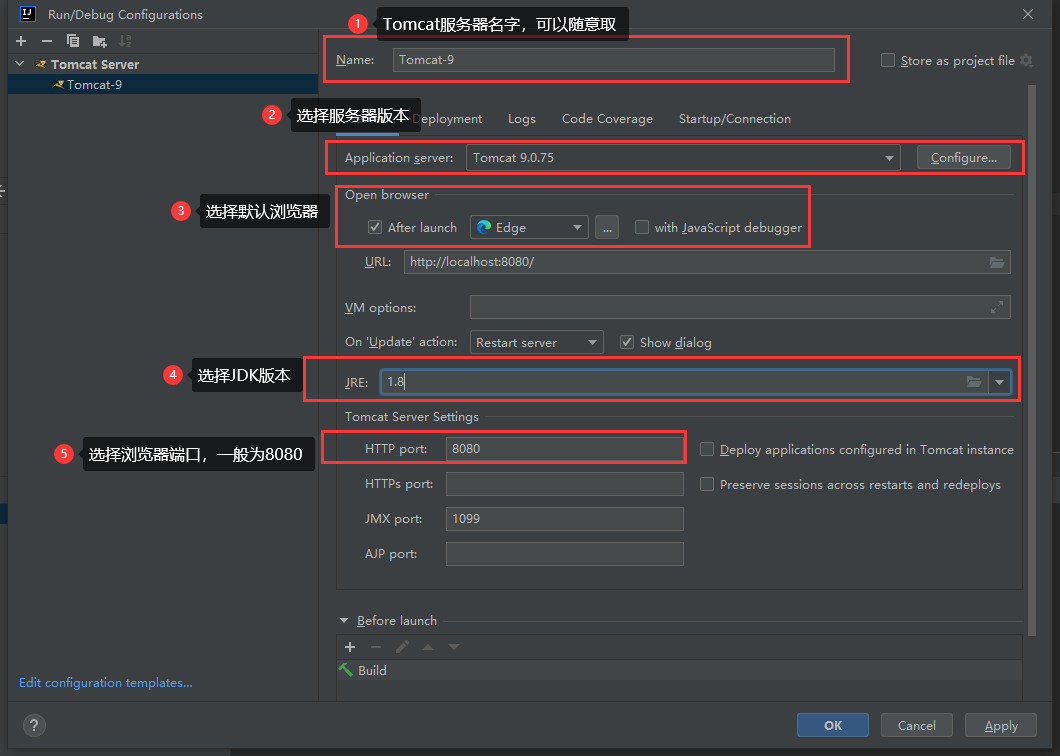 IJ Run/Debug Configurations
1 Tomcat服务器名字，可以随意取
Tomcat Server
Tomcat-9
Name: Tomcat-9
Store as project file
2 选择服务器版本
eployment Logs Code Coverage Startup/Connection
Application server: Tomcat 9.0.75 Configure...
3 选择默认浏览器
Open browser
After launch Edge ... with JavaScript debugger
URL: http://localhost:8080/
VM options:
On 'Update' action: Restart server Show dialog
4 选择JDK版本
JRE: 1.8
Tomcat Server Settings
5 选择浏览器端口，一般为8080
HTTP port: 8080 Deploy applications configured in Tomcat instance
HTTPs port: Preserve sessions across restarts and redeploys
JMX port: 1099
AJP port:
Before launch
Build
Edit configuration templates...
? OK Cancel Apply